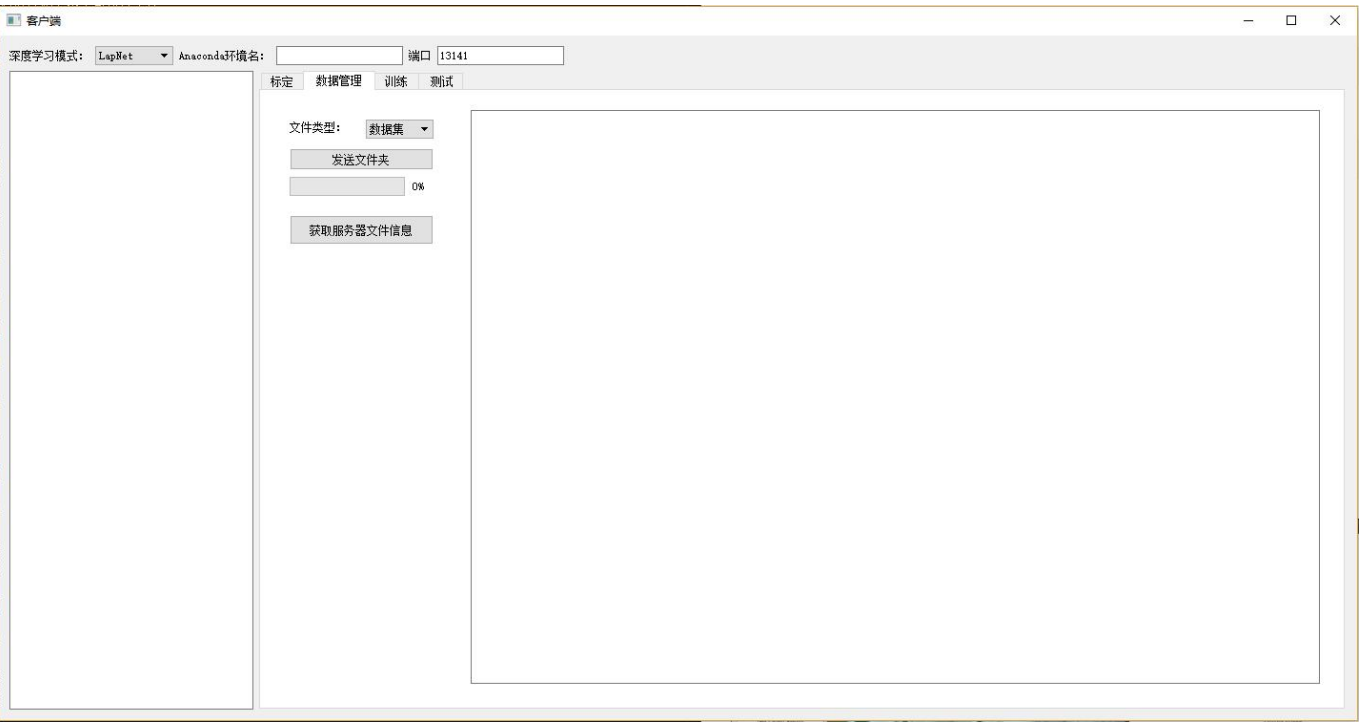 客户端
深度学习模式: LapNet Anaconda环境名: 端口 13141
标定 数据管理 训练 测试
文件类型: 数据集
发送文件夹
0%
获取服务器文件信息